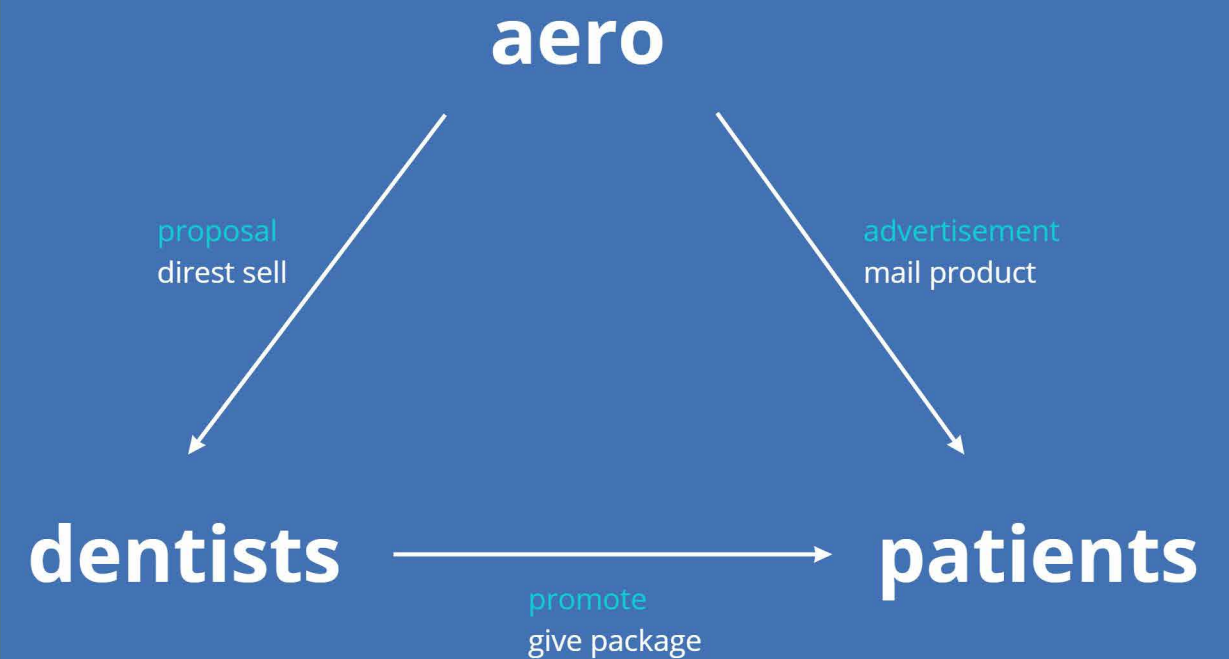 aero
proposal
direst sell
advertisement
mail product
dentists
patients
promote
give package